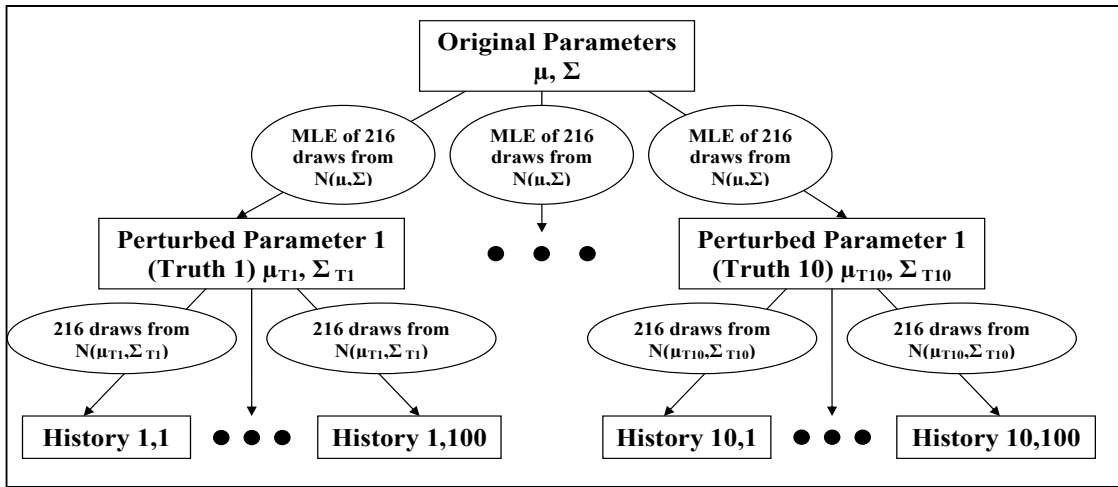 Original Parameters
μ, Σ
MLE of 216
draws from
N(μ,Σ)
MLE of 216
draws from
N(μ,Σ)
MLE of 216
draws from
N(μ,Σ)
Perturbed Parameter 1
(Truth 1) μT1, Σ T1
Perturbed Parameter 1
(Truth 10) μT10, Σ T10
216 draws from
N(μT1,Σ T1)
216 draws from
N(μT1,Σ T1)
216 draws from
N(μT10,Σ T10)
216 draws from
N(μT10,Σ T10)
History 1,1
History 1,100
History 10,1
History 10,100